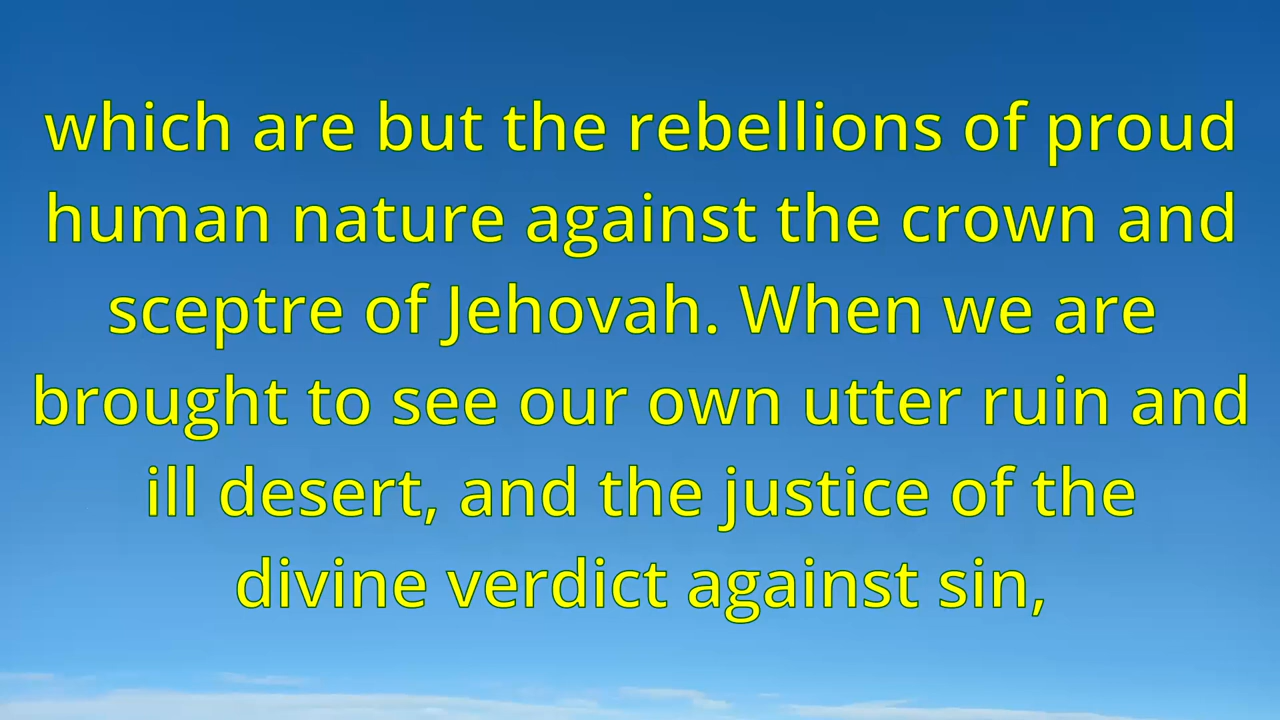 which are but the rebellions of proud
human nature against the crown and
sceptre of Jehovah. When we are
brought to see our own utter ruin and
ill desert, and the justice of the
divine verdict against sin,